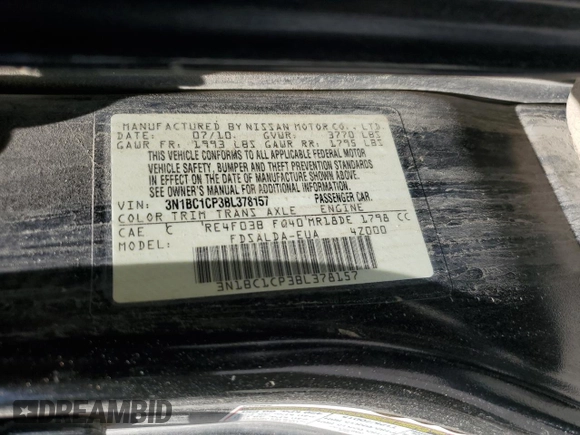 MANUFACTURED BY NISSAN MOTOR CO., LTD.
DATE: 07/10 GVWR: 3770 LBS
GAWR FR: 1993 LBS GAWR RR: 1795 LBS
THIS VEHICLE CONFORMS TO ALL APPLICABLE FEDERAL MOTOR
VEHICLE SAFETY, BUMPER AND THEFT PREVENTION STANDARDS
IN EFFECT ON THE DATE OF MANUFACTURE SHOWN ABOVE.
SEE OWNER'S MANUAL FOR ADDITIONAL INFORMATION.
VIN: 3N1BC1CP3BL378157 PASSENGER CAR
COLOR TRIM TRANS AXLE ENGINE
CAE C RE4F03B FQ40 MR18DE 1798 CC
FDSALDA-EUA 4Z000
3N1BC1CP3BL378157
DREAMBID